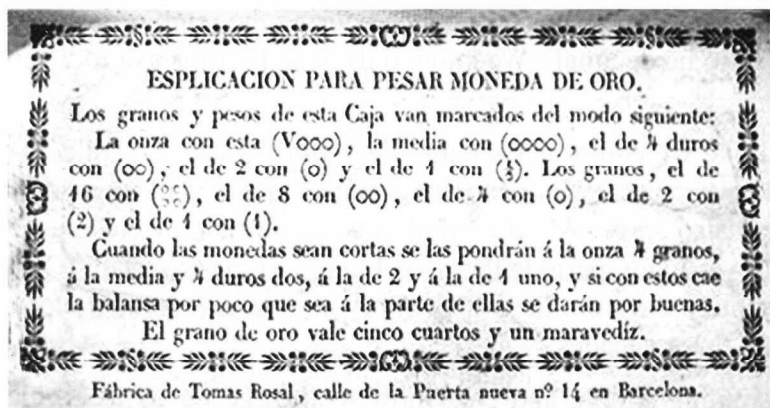 ESPLICACION PARA PESAR MONEDA DE ORO.
Los granos y pesos de esta Caja van marcados del modo siguiente:
La onza con esta (Vooo), la media con (oooo), el de 4 duros
con (oo), el de 2 con (o) y el de 1 con (½). Los granos, el de
16 con (oooo), el de 8 con (oo), el de 4 con (o), el de 2 con
(2) y el de 1 con (1).
Cuando las monedas sean cortas se las pondrán á la onza 4 granos,
á la media y 4 duros dos, á la de 2 y á la de 1 uno, y si con estos cae
la balansa por poco que sea á la parte de ellas se darán por buenas.
El grano de oro vale cinco cuartos y un maravedíz.
Fábrica de Tomas Rosal, calle de la Puerta nueva nº 14 en Barcelona.